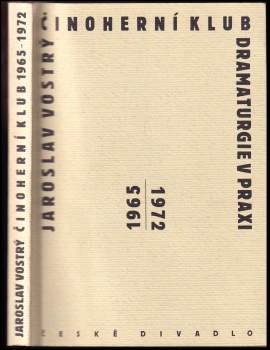 JAROSLAV VOSTRÝ ČINOHERNÍ KLUB 1965-1972
ČINOHERNÍ KLUB
JAROSLAV VOSTRÝ
DRAMATURGIE V PRAXI
1965
1972
ČESKÉ DIVADLO